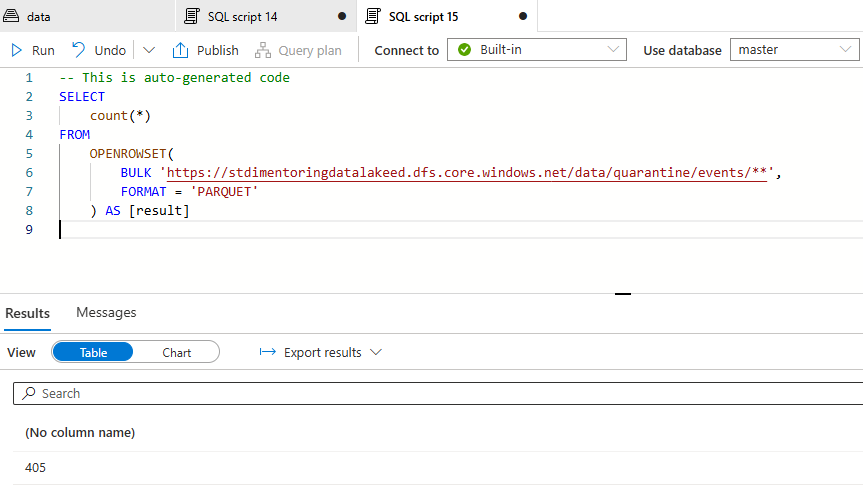 data SQL script 14 SQL script 15
Run Undo Publish Query plan Connect to Built-in Use database master
1 -- This is auto-generated code
2 SELECT
3 count(*)
4 FROM
5 OPENROWSET(
6 BULK 'https://stdimentoringdatalakeed.dfs.core.windows.net/data/quarantine/events/**',
7 FORMAT = 'PARQUET'
8 ) AS [result]
9
Results Messages
View Table Chart Export results
Search
(No column name)
405